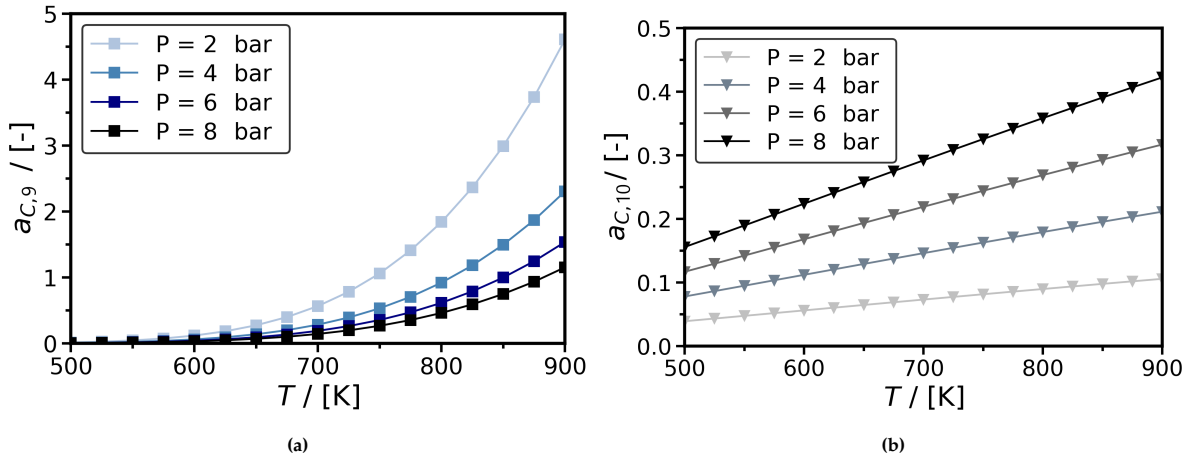 5
4
3
2
1
0
500
600
700
800
900
a_{C,9} / [-]
T / [K]
P = 2 bar
P = 4 bar
P = 6 bar
P = 8 bar
(a)
0.5
0.4
0.3
0.2
0.1
0.0
500
600
700
800
900
a_{C,10} / [-]
T / [K]
P = 2 bar
P = 4 bar
P = 6 bar
P = 8 bar
(b)